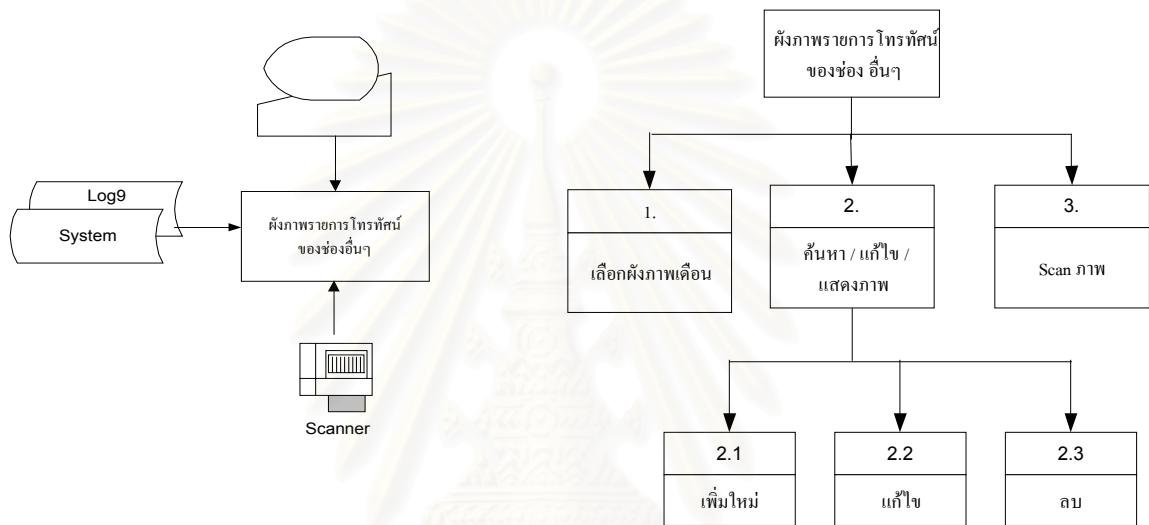 Log9
System
ผังภาพรายการโทรทัศน์
ของช่องอื่นๆ
Scanner
ผังภาพรายการโทรทัศน์
ของช่อง อื่นๆ
1.
เลือกผังภาพเดือน
2.
ค้นหา / แก้ไข /
แสดงภาพ
3.
Scan ภาพ
2.1
เพิ่มใหม่
2.2
แก้ไข
2.3
ลบ